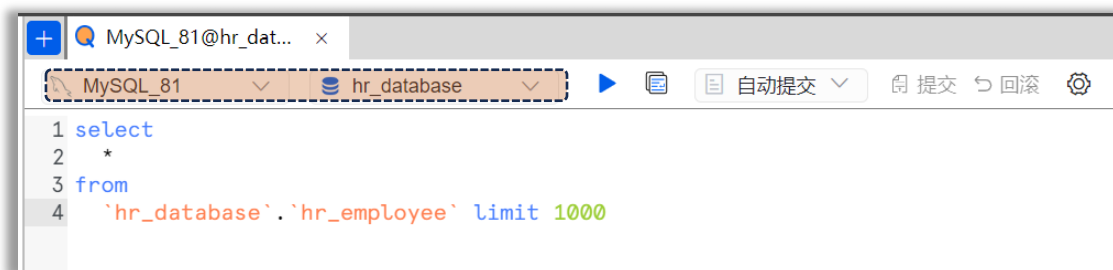 MySQL_81@hr_dat...
MySQL_81 hr_database 自动提交 提交 回滚
1 select
2 *
3 from
4 `hr_database`.`hr_employee` limit 1000